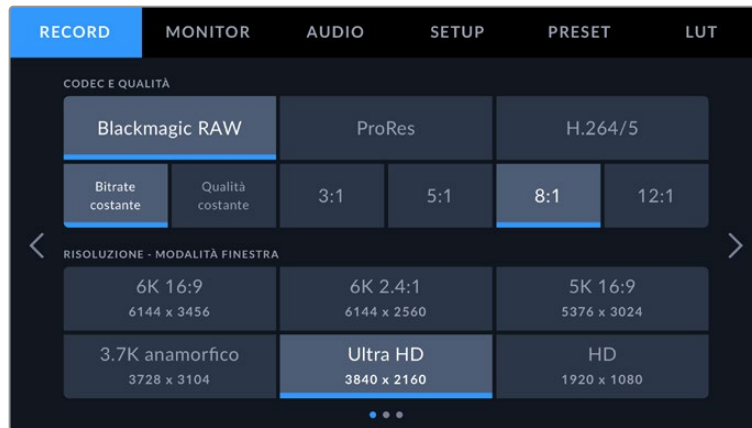 RECORD MONITOR AUDIO SETUP PRESET LUT
CODEC E QUALITÀ
Blackmagic RAW ProRes H.264/5
Bitrate costante Qualità costante 3:1 5:1 8:1 12:1
RISOLUZIONE - MODALITÀ FINESTRA
6K 16:9 6K 2.4:1 5K 16:9
6144 x 3456 6144 x 2560 5376 x 3024
3.7K anamorfico Ultra HD HD
3728 x 3104 3840 x 2160 1920 x 1080